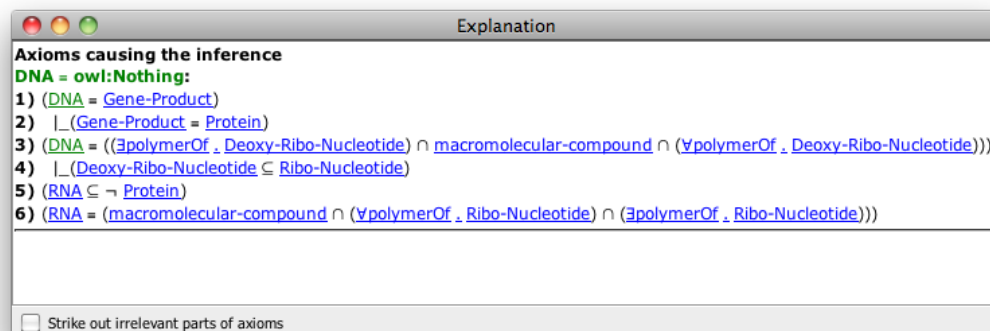 Explanation
Axioms causing the inference
DNA = owl:Nothing:
1) (DNA = Gene-Product)
2) |_(Gene-Product = Protein)
3) (DNA = ((∃polymerOf . Deoxy-Ribo-Nucleotide) ∩ macromolecular-compound ∩ (∀polymerOf . Deoxy-Ribo-Nucleotide)))
4) |_(Deoxy-Ribo-Nucleotide ⊆ Ribo-Nucleotide)
5) (RNA ⊆ ¬ Protein)
6) (RNA = (macromolecular-compound ∩ (∀polymerOf . Ribo-Nucleotide) ∩ (∃polymerOf . Ribo-Nucleotide)))
Strike out irrelevant parts of axioms